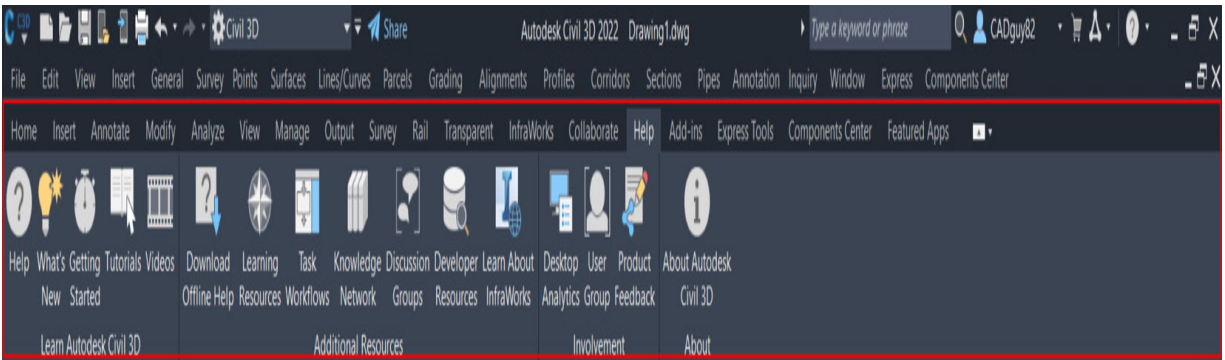 C3D Civil 3D Share Autodesk Civil 3D 2022 Drawing1.dwg Type a keyword or phrase CADguy82
File Edit View Insert General Survey Points Surfaces Lines/Curves Parcels Grading Alignments Profiles Corridors Sections Pipes Annotation Inquiry Window Express Components Center
Home Insert Annotate Modify Analyze View Manage Output Survey Rail Transparent InfraWorks Collaborate Help Add-ins Express Tools Components Center Featured Apps
Help What's Getting Tutorials Videos Download Learning Task Knowledge Discussion Developer Learn About Desktop User Product About Autodesk
New Started Offline Help Resources Workflows Network Groups Resources InfraWorks Analytics Group Feedback Civil 3D
Learn Autodesk Civil 3D Additional Resources Involvement About